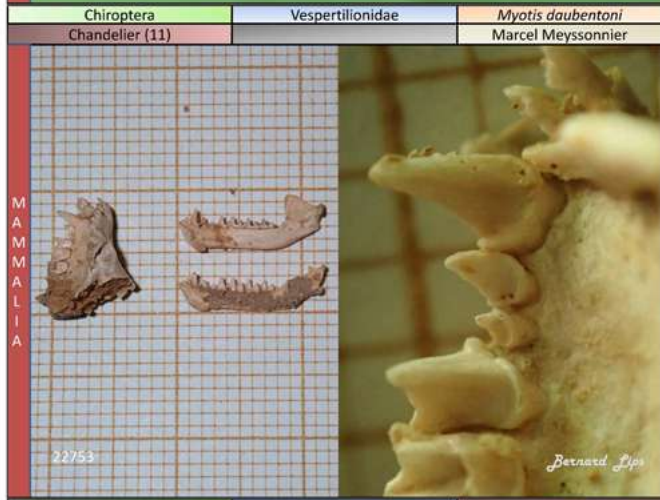 Chiroptera Vespertilionidae Myotis daubentoni
Chandelier (11) Marcel Meyssonnier
MAMMALIA
22753
Bernard Lips